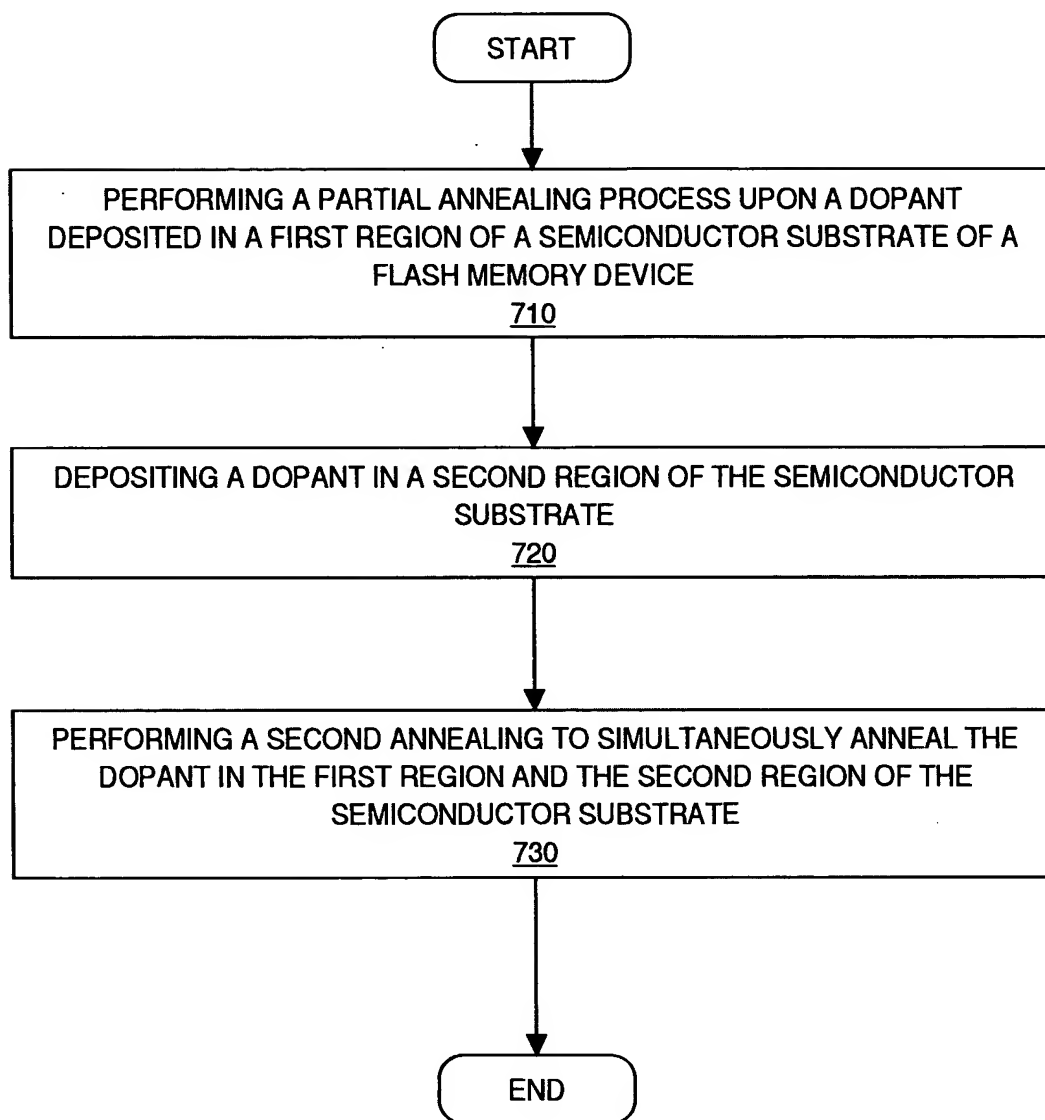 START
PERFORMING A PARTIAL ANNEALING PROCESS UPON A DOPANT
DEPOSITED IN A FIRST REGION OF A SEMICONDUCTOR SUBSTRATE OF A
FLASH MEMORY DEVICE
710
DEPOSITING A DOPANT IN A SECOND REGION OF THE SEMICONDUCTOR
SUBSTRATE
720
PERFORMING A SECOND ANNEALING TO SIMULTANEOUSLY ANNEAL THE
DOPANT IN THE FIRST REGION AND THE SECOND REGION OF THE
SEMICONDUCTOR SUBSTRATE
730
END